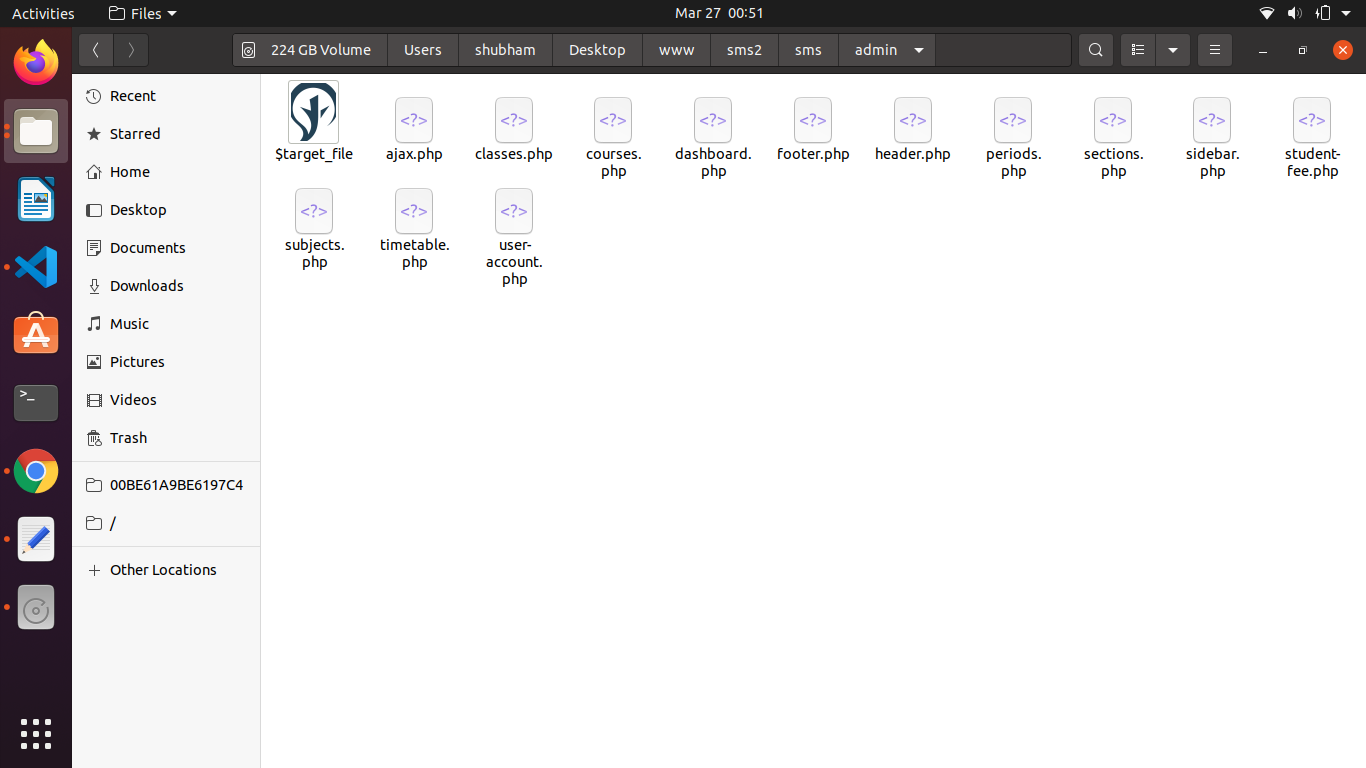 Activities
Files
Mar 27 00:51
224 GB Volume
Users
shubham
Desktop
www
sms2
sms
admin
Recent
Starred
Home
Desktop
Documents
Downloads
Music
Pictures
Videos
Trash
00BE61A9BE6197C4
/
+ Other Locations
$target_file
ajax.php
classes.php
courses.
php
dashboard.
php
footer.php
header.php
periods.
php
sections.
php
sidebar.
php
student-
fee.php
subjects.
php
timetable.
php
user-
account.
php